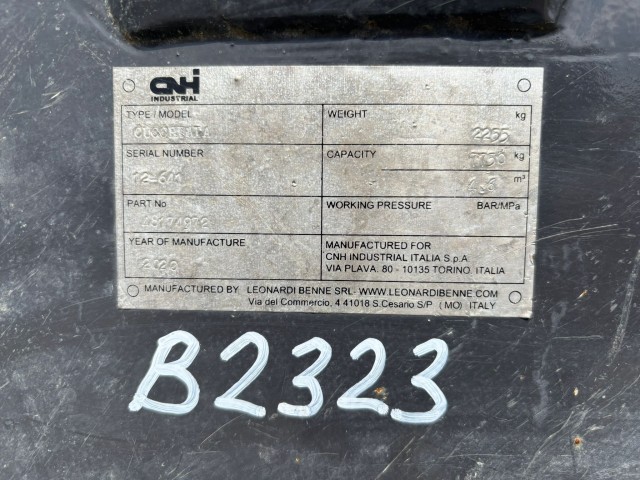 CNHi
INDUSTRIAL
TYPE / MODEL
WEIGHT kg
2255
SERIAL NUMBER
CAPACITY kg
m³
PART No
WORKING PRESSURE BAR/MPa
YEAR OF MANUFACTURE
MANUFACTURED FOR
CNH INDUSTRIAL ITALIA S.p.A
VIA PLAVA. 80 - 10135 TORINO. ITALIA
MANUFACTURED BY LEONARDI BENNE SRL- WWW.LEONARDIBENNE.COM
Via del Commercio, 4 41018 S.Cesario S/P ( MO) ITALY
B2323